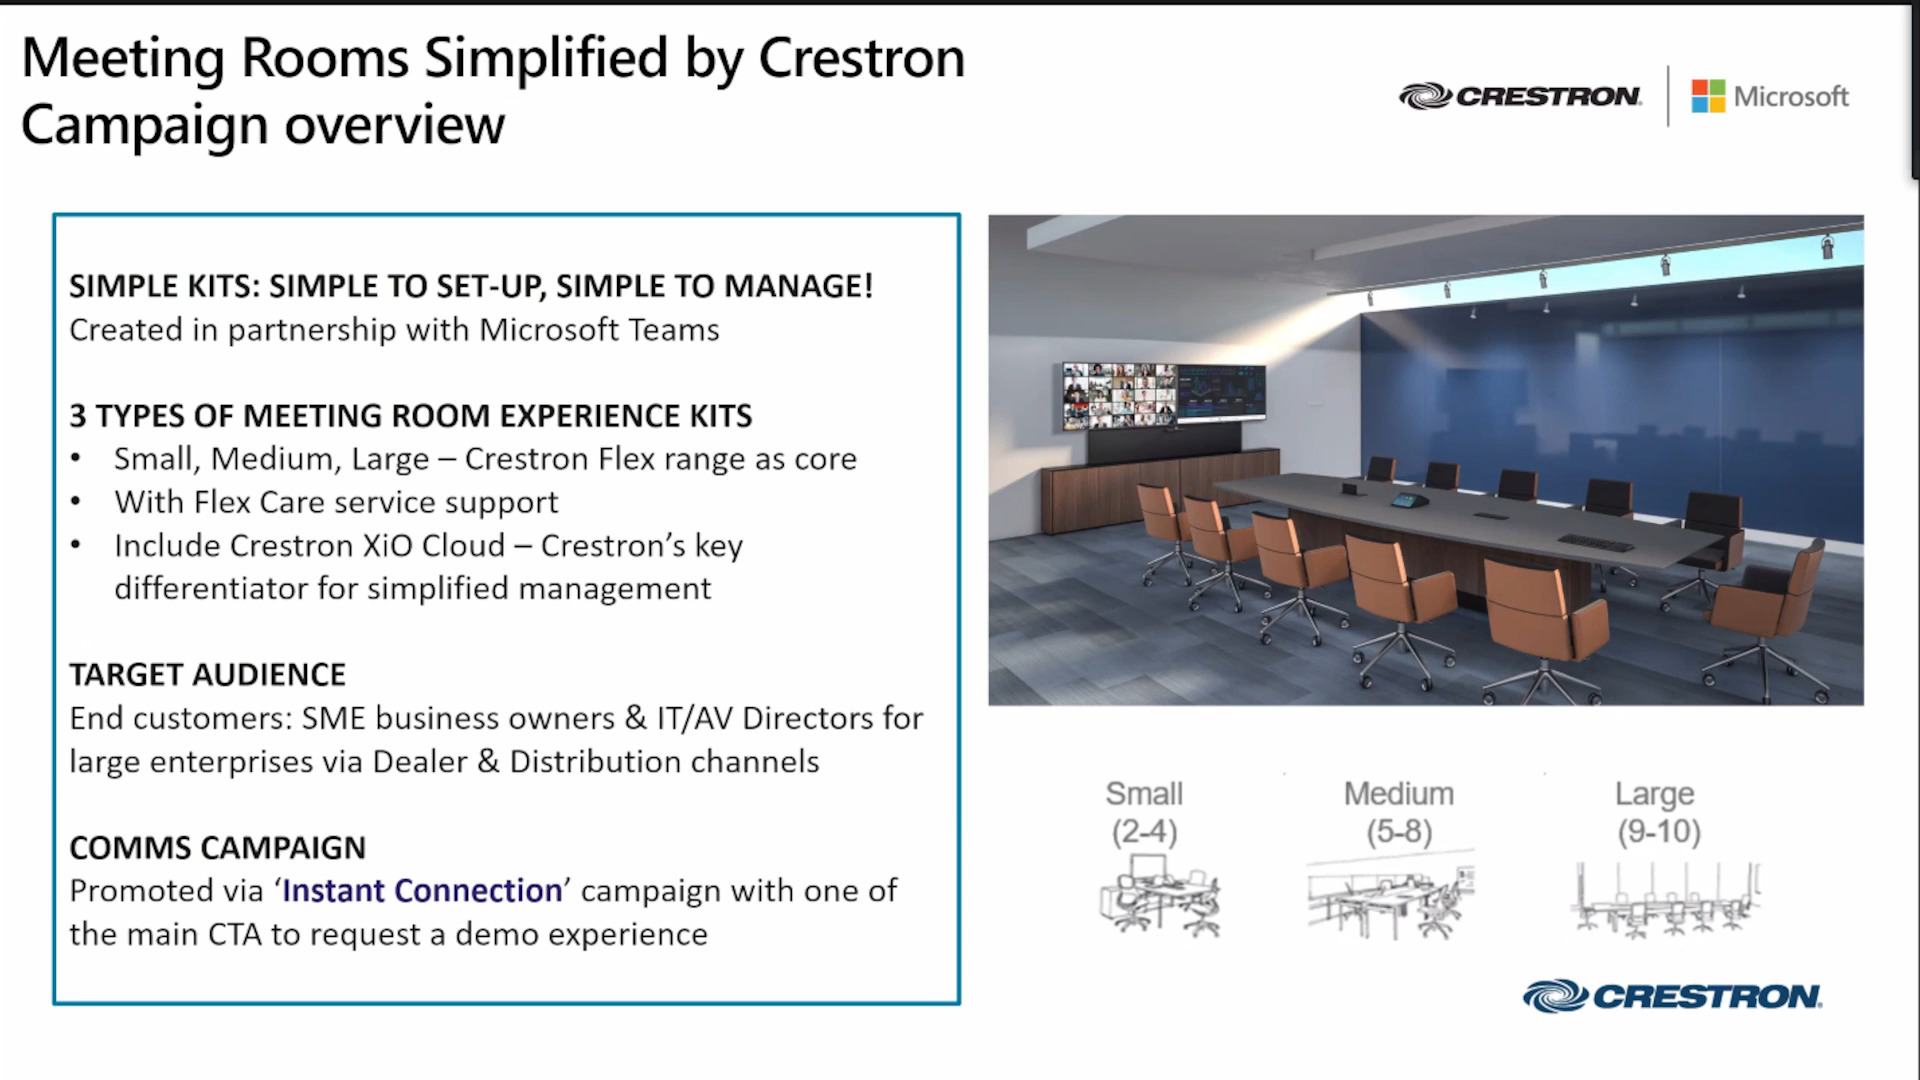 Meeting Rooms Simplified by Crestron
Campaign overview
CRESTRON®
Microsoft
SIMPLE KITS: SIMPLE TO SET-UP, SIMPLE TO MANAGE!
Created in partnership with Microsoft Teams
3 TYPES OF MEETING ROOM EXPERIENCE KITS
• Small, Medium, Large – Crestron Flex range as core
• With Flex Care service support
• Include Crestron XiO Cloud – Crestron’s key
differentiator for simplified management
TARGET AUDIENCE
End customers: SME business owners & IT/AV Directors for
large enterprises via Dealer & Distribution channels
COMMS CAMPAIGN
Promoted via ‘Instant Connection’ campaign with one of
the main CTA to request a demo experience
Small
(2-4)
Medium
(5-8)
Large
(9-10)
CRESTRON®